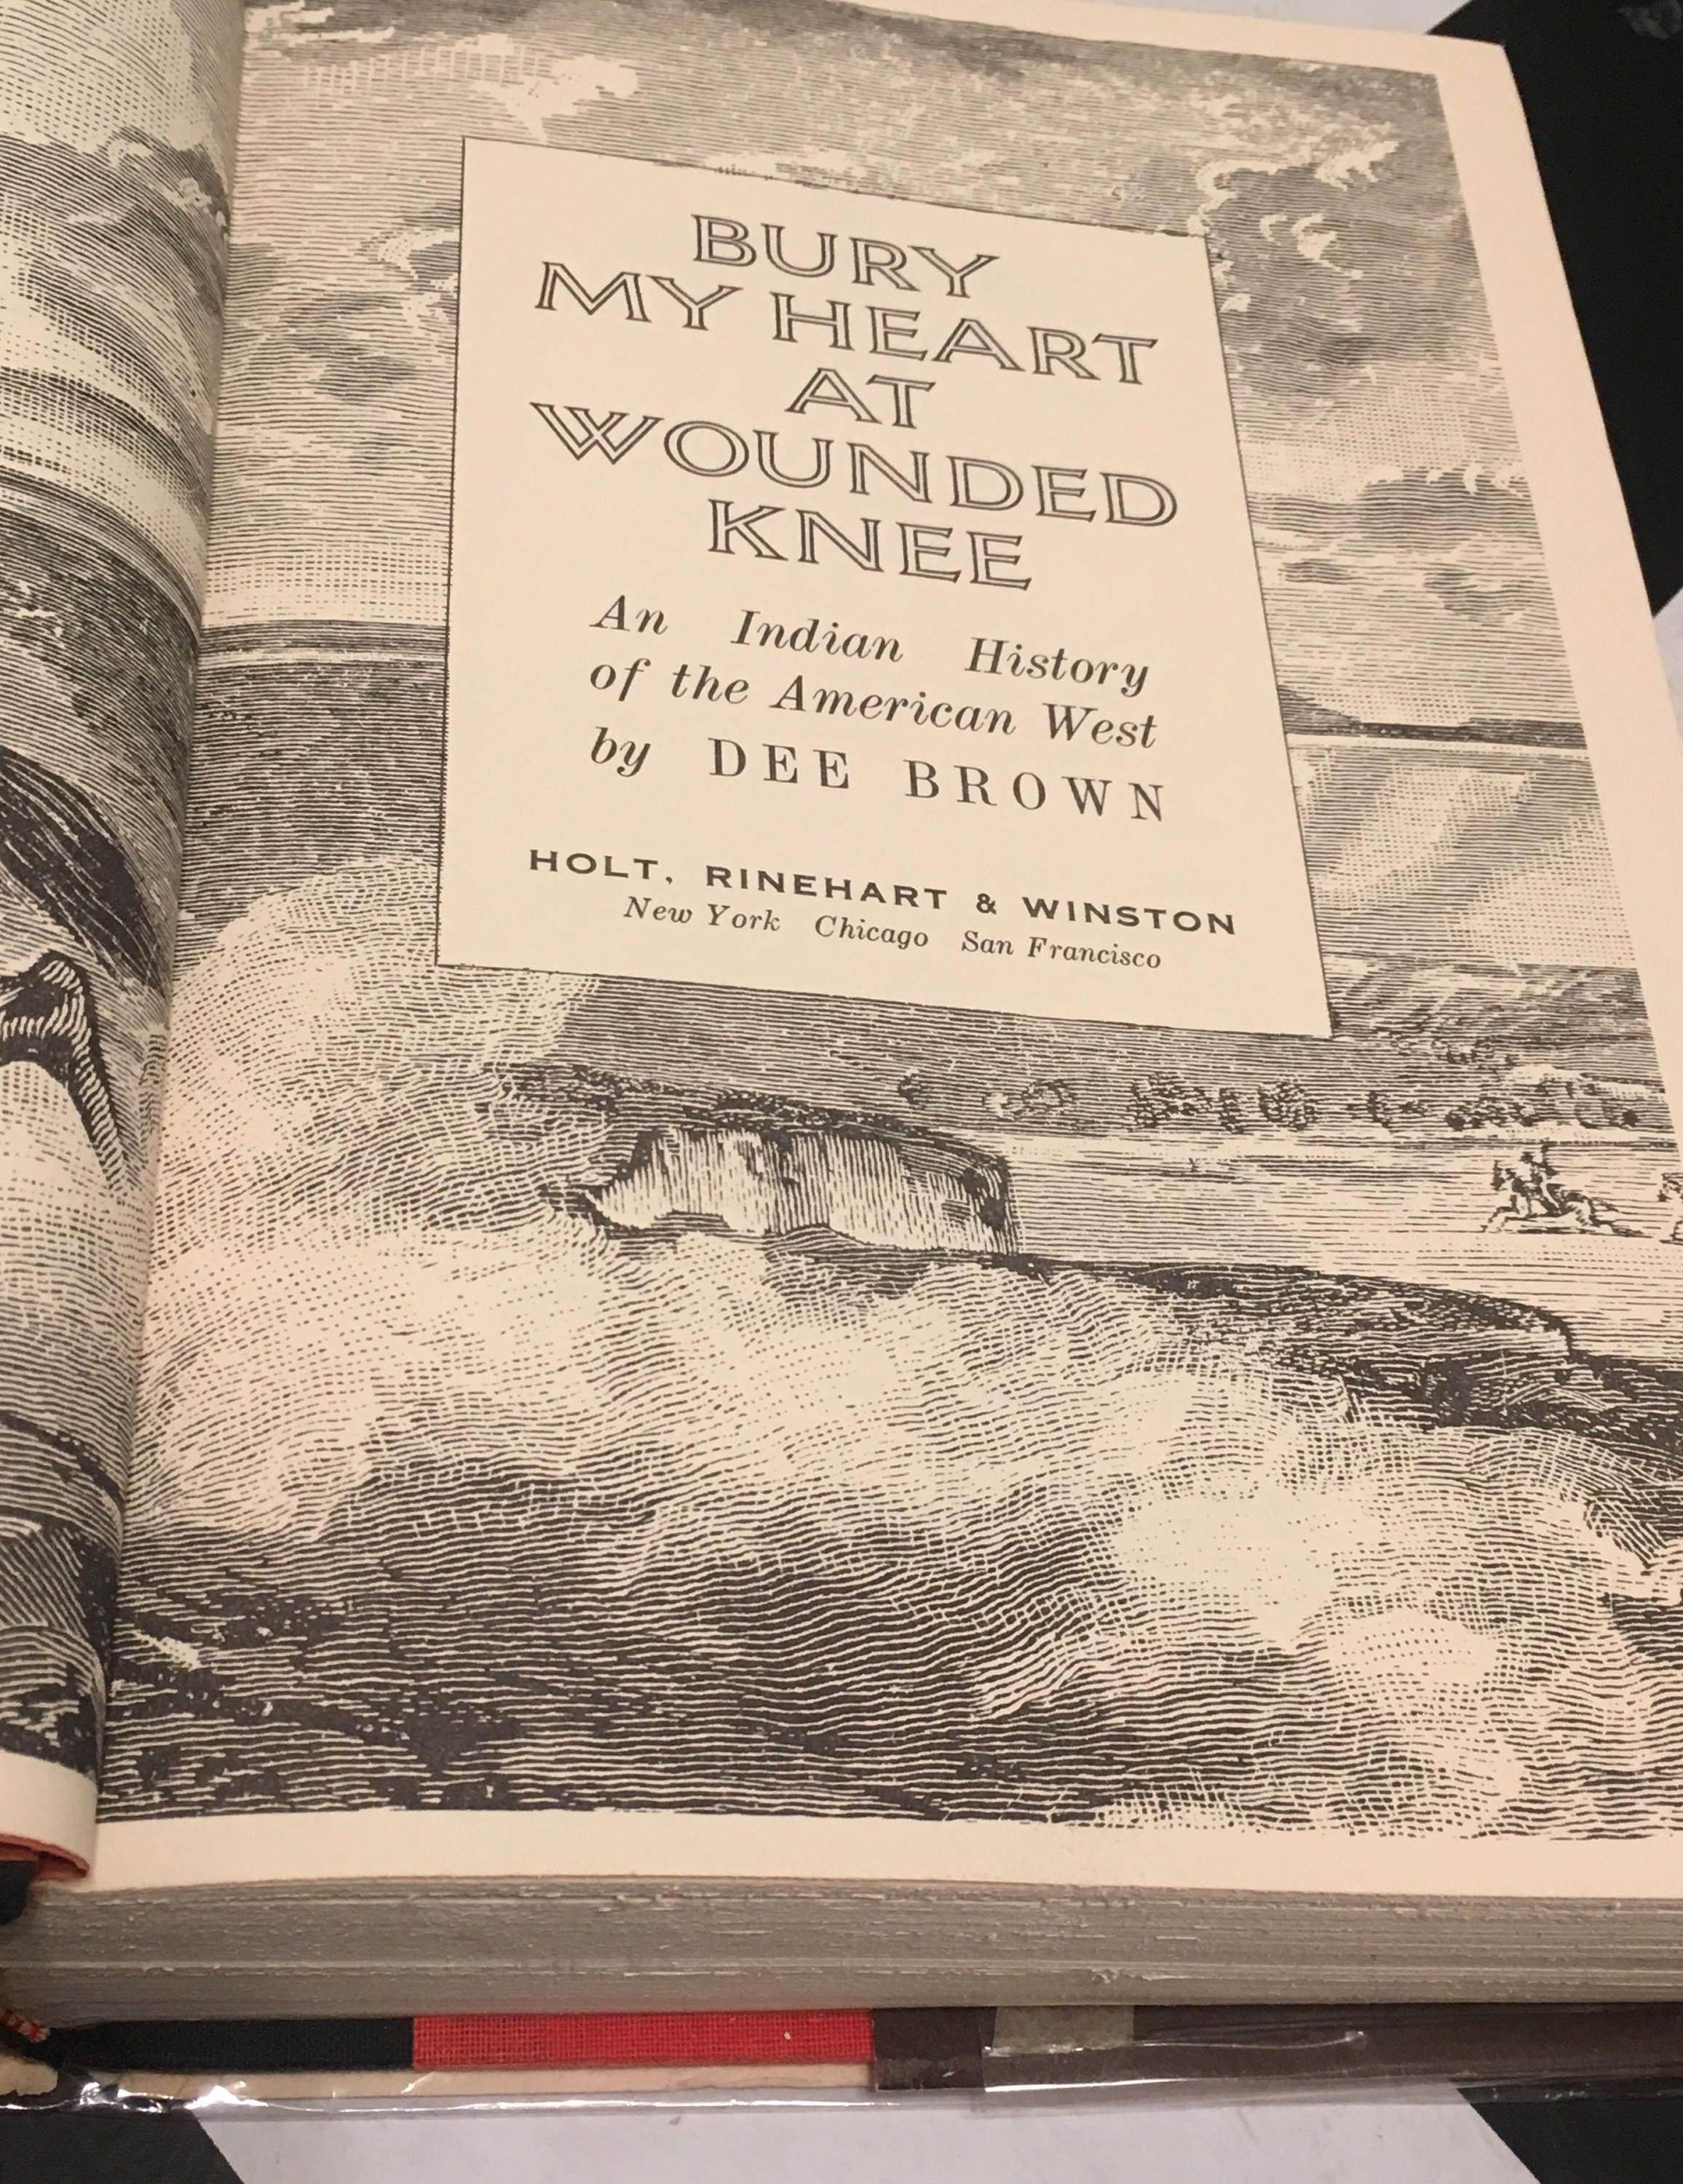 BURY
MY HEART
AT
WOUNDED
KNEE
An Indian History
of the American West
by DEE BROWN
HOLT, RINEHART & WINSTON
New York Chicago San Francisco